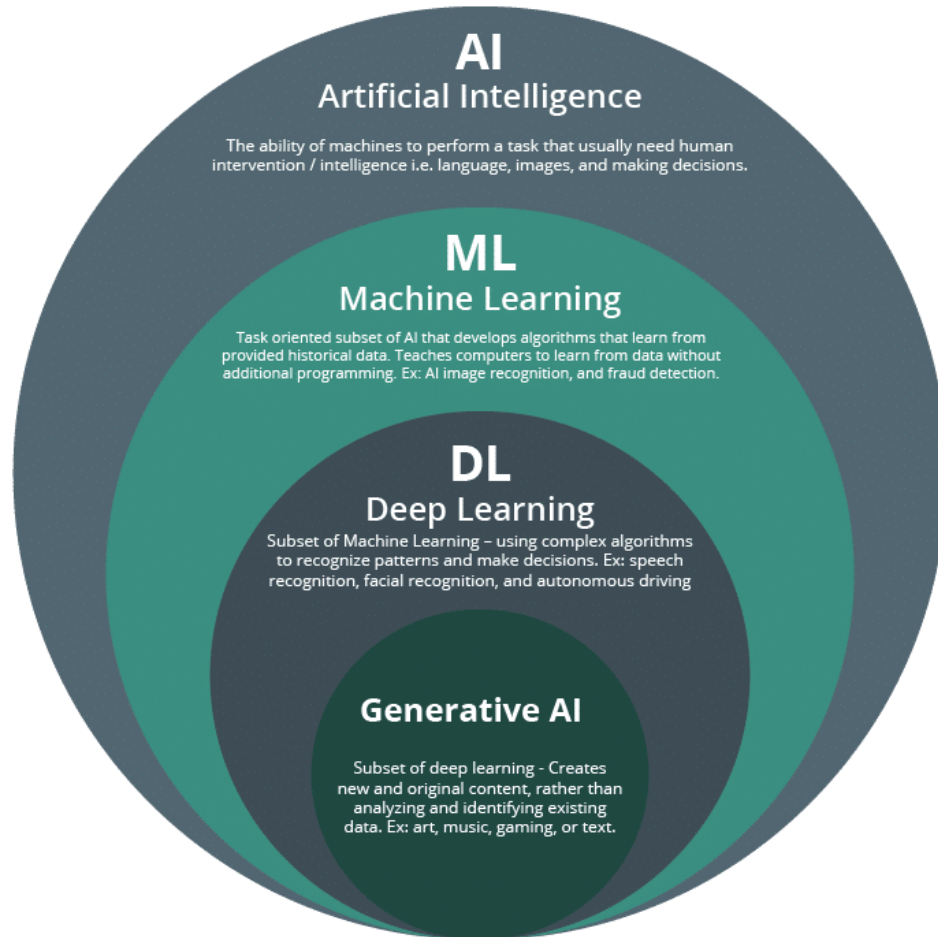 AI
Artificial Intelligence
The ability of machines to perform a task that usually need human
intervention / intelligence i.e. language, images, and making decisions.
ML
Machine Learning
Task oriented subset of AI that develops algorithms that learn from
provided historical data. Teaches computers to learn from data without
additional programming. Ex: AI image recognition, and fraud detection.
DL
Deep Learning
Subset of Machine Learning – using complex algorithms
to recognize patterns and make decisions. Ex: speech
recognition, facial recognition, and autonomous driving
Generative AI
Subset of deep learning - Creates
new and original content, rather than
analyzing and identifying existing
data. Ex: art, music, gaming, or text.